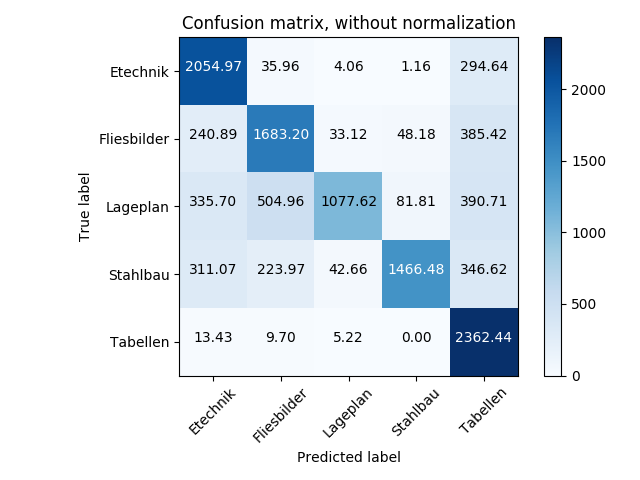 Confusion matrix, without normalization
Etechnik 2054.97 35.96 4.06 1.16 294.64
Fliesbilder 240.89 1683.20 33.12 48.18 385.42
Lageplan 335.70 504.96 1077.62 81.81 390.71
Stahlbau 311.07 223.97 42.66 1466.48 346.62
Tabellen 13.43 9.70 5.22 0.00 2362.44
True label
Etechnik Fliesbilder Lageplan Stahlbau Tabellen
Predicted label
2000
1500
1000
500
0